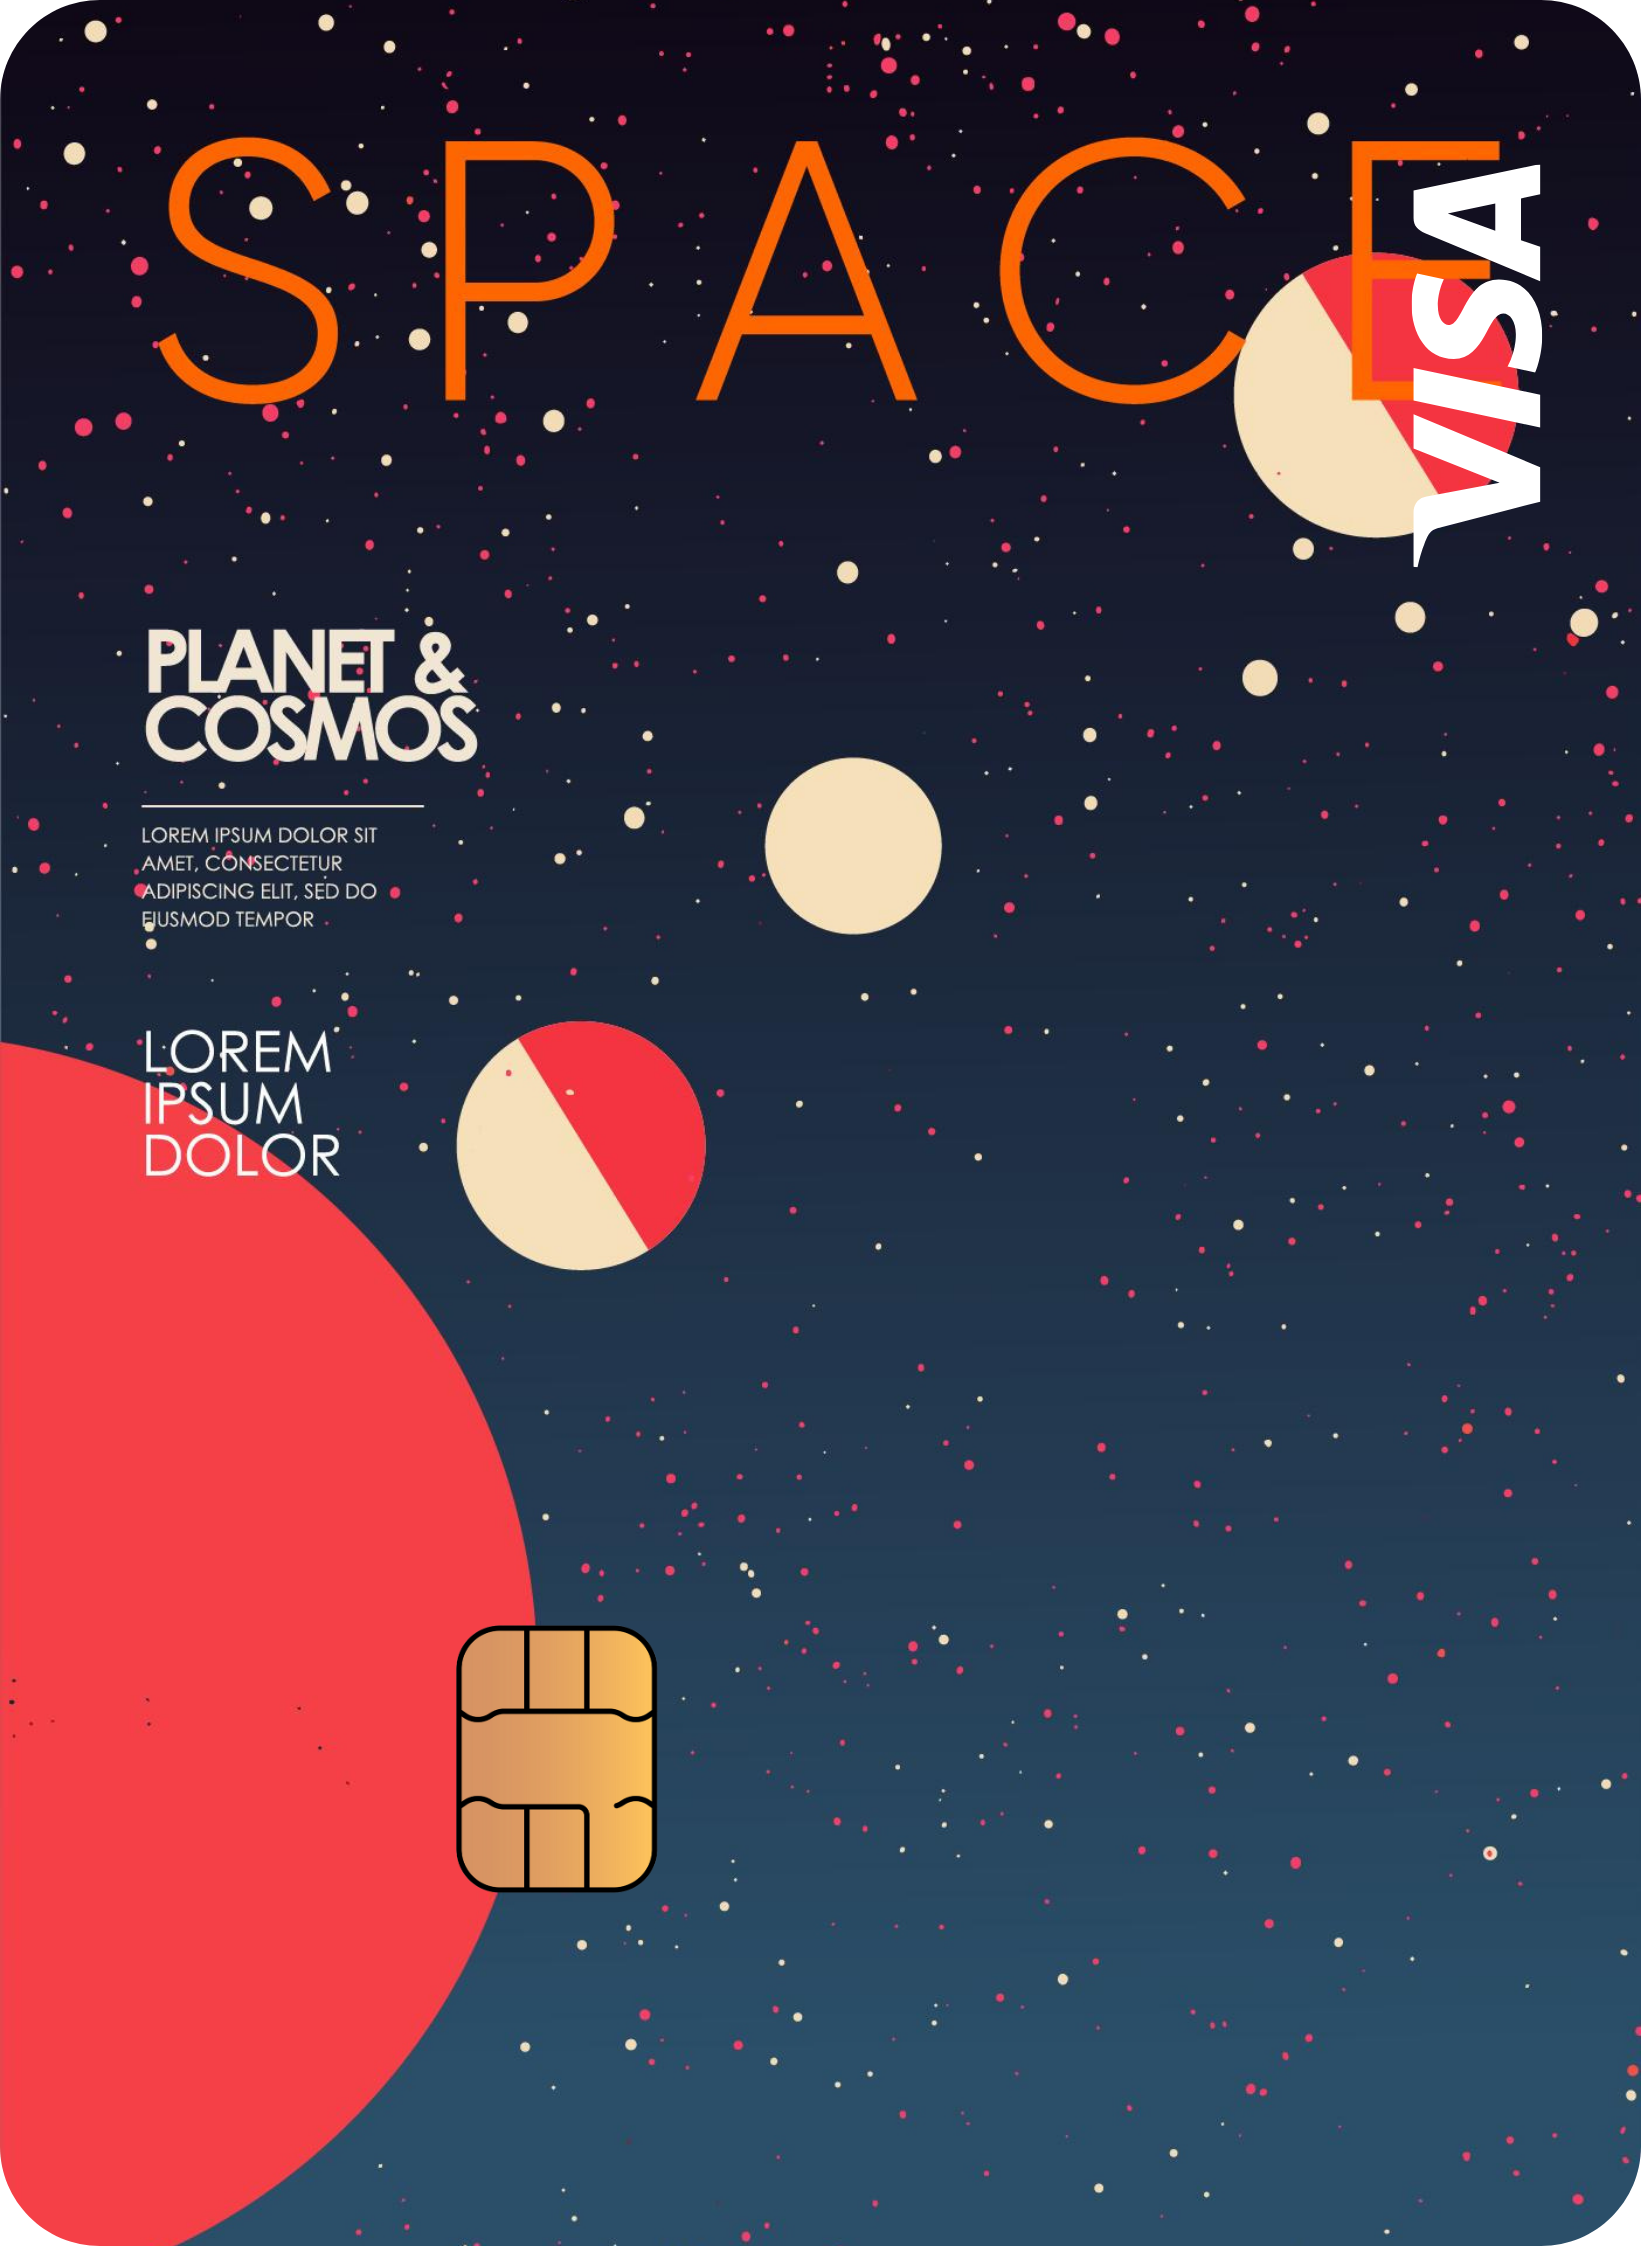 SPACE
VISA
PLANET &
COSMOS
LOREM IPSUM DOLOR SIT
AMET, CONSECTETUR
ADIPISCING ELIT, SED DO
EIUSMOD TEMPOR
LOREM
IPSUM
DOLOR